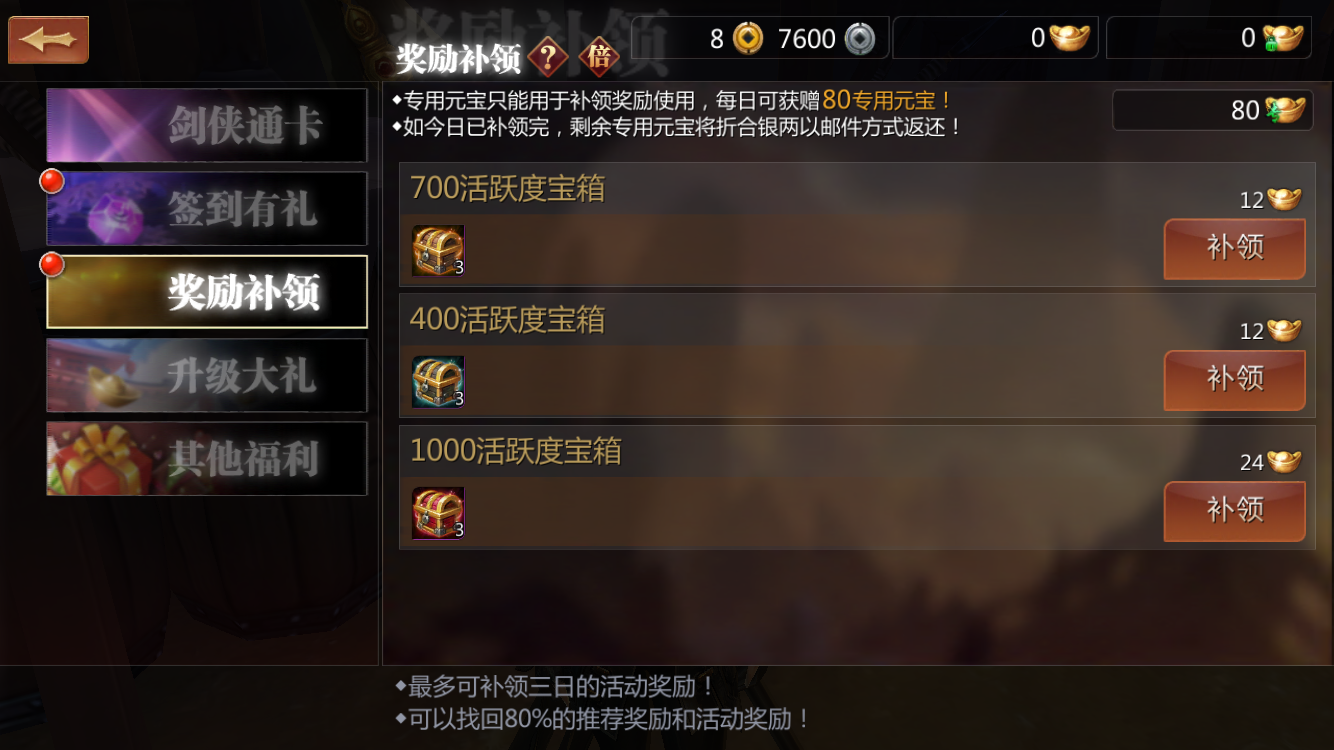 奖励补领
?
倍
8
7600
0
0
剑侠通卡
签到有礼
奖励补领
升级大礼
其他福利
◆专用元宝只能用于补领奖励使用，每日可获赠80专用元宝！
◆如今日已补领完，剩余专用元宝将折合银两以邮件方式返还！
80
700活跃度宝箱
3
12
补领
400活跃度宝箱
3
12
补领
1000活跃度宝箱
3
24
补领
◆最多可补领三日的活动奖励！
◆可以找回80%的推荐奖励和活动奖励！